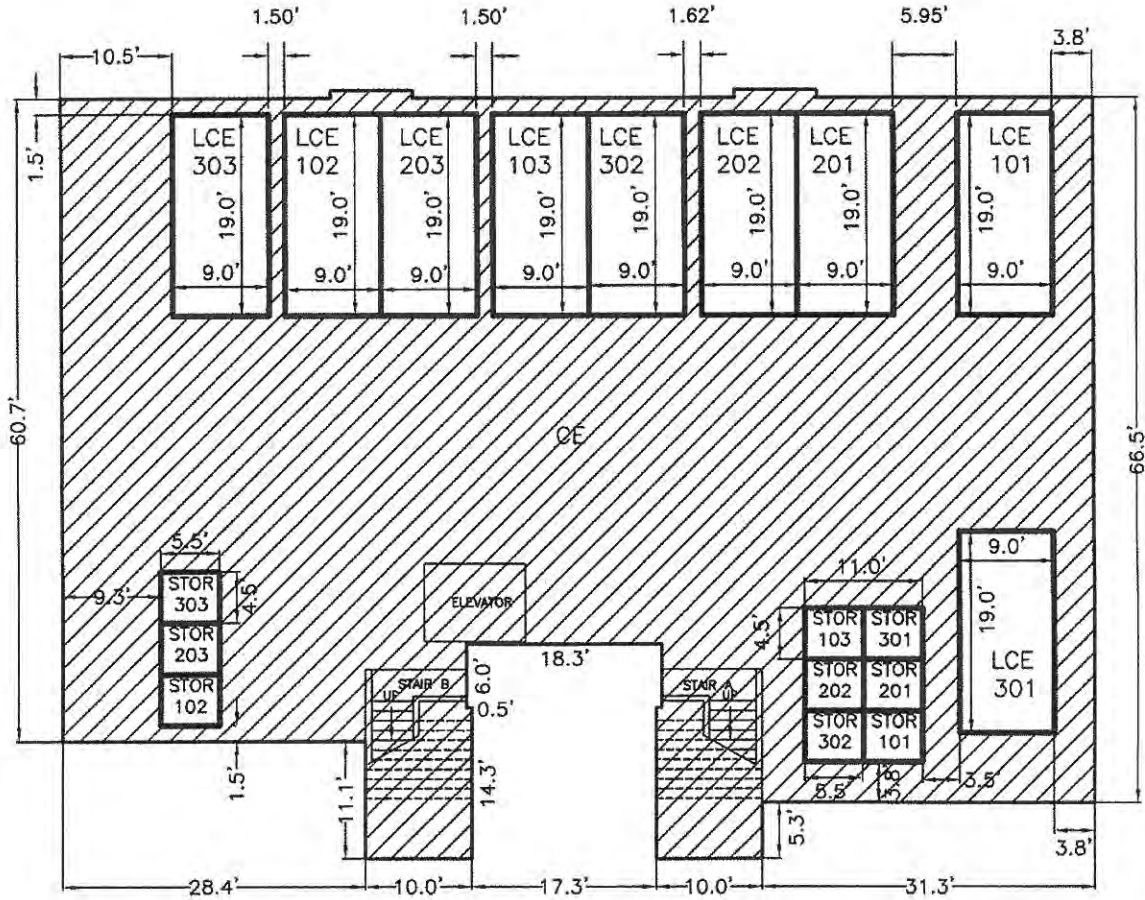 1.50' 1.50' 1.62' 5.95'
10.5' 3.8'
1.5'
LCE 303
LCE 102
LCE 203
LCE 103
LCE 302
LCE 202
LCE 201
LCE 101
19.0' 19.0' 19.0' 19.0' 19.0' 19.0' 19.0' 19.0'
9.0' 9.0' 9.0' 9.0' 9.0' 9.0' 9.0' 9.0'
60.7'
CE
66.5'
5.5'
9.3'
STOR 303
4.5'
STOR 203
STOR 102
ELEVATOR
18.3'
STAIR B
UP
6.0'
0.5'
STAIR A
UP
11.0'
4.5'
STOR 103
STOR 301
STOR 202
STOR 201
STOR 302
STOR 101
9.0'
19.0'
LCE 301
1.5'
11.1'
14.3'
5.5'
3.8'
3.5'
5.3'
3.8'
28.4' 10.0' 17.3' 10.0' 31.3'